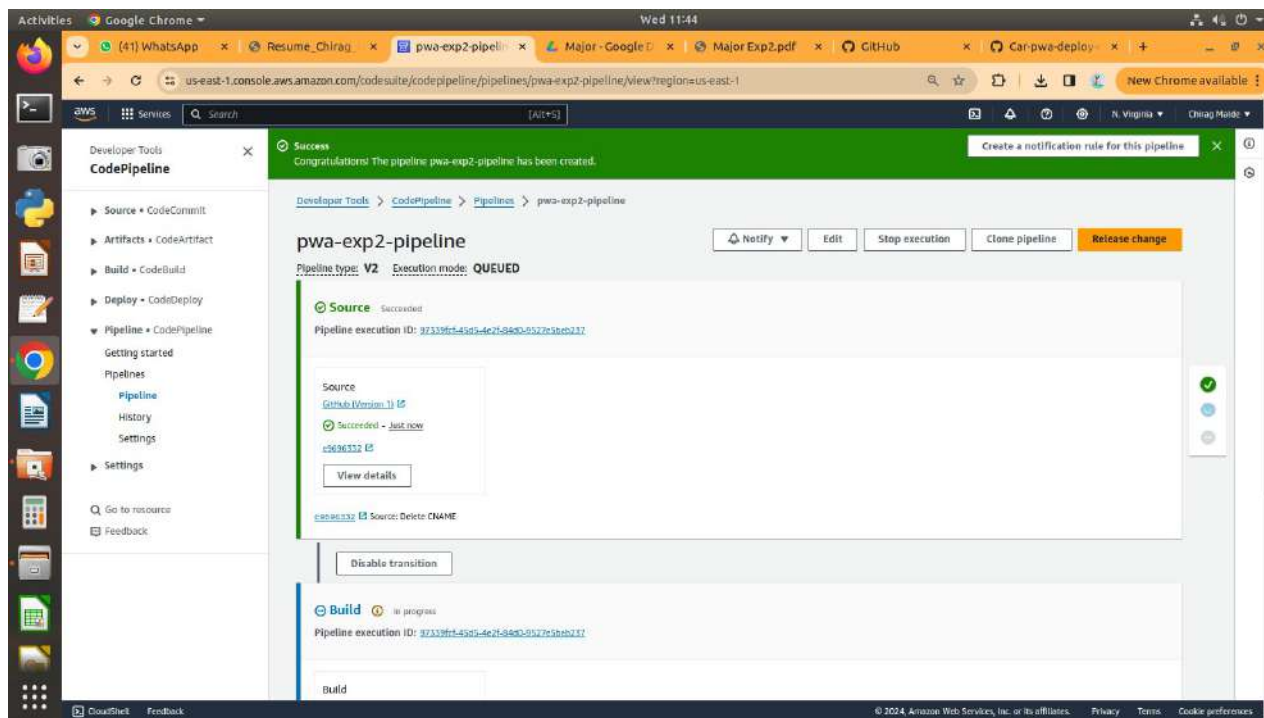 Activities Google Chrome Wed 11:44
(41) WhatsApp Resume_Chirag pwa-exp2-pipelin Major - Google D Major Exp2.pdf GitHub Car-pwa-deploy
us-east-1.console.aws.amazon.com/codesuite/codepipeline/pipelines/pwa-exp2-pipeline/view?region=us-east-1 New Chrome available
aws Services Search [Alt+S] N. Virginia Chirag Maide
Developer Tools
CodePipeline
Source • CodeCommit
Artifacts • CodeArtifact
Build • CodeBuild
Deploy • CodeDeploy
Pipeline • CodePipeline
Getting started
Pipelines
Pipeline
History
Settings
Settings
Go to resource
Feedback
Success
Congratulations! The pipeline pwa-exp2-pipeline has been created.
Create a notification rule for this pipeline
Developer Tools > CodePipeline > Pipelines > pwa-exp2-pipeline
pwa-exp2-pipeline
Notify Edit Stop execution Clone pipeline Release change
Pipeline type: V2 Execution mode: QUEUED
Source Succeeded
Pipeline execution ID:
Source
GitHub (Version 1)
Succeeded - Just now
View details
Source: Delete CNAME
Disable transition
Build In progress
Pipeline execution ID:
Build
CloudShell Feedback © 2024, Amazon Web Services, Inc. or its affiliates. Privacy Terms Cookie preferences